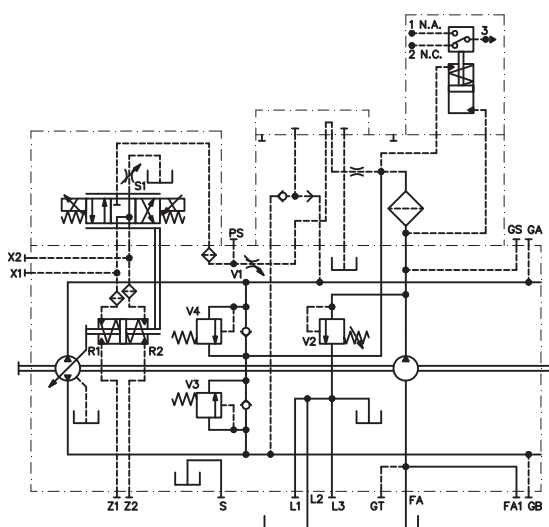 1 N.A.
3
2 N.C.
S1
PS
GS GA
X2
X1
V1
V4
V2
R1 R2
V3
Z1 Z2
S
L1 L2 L3
GT FA
FA1 GB